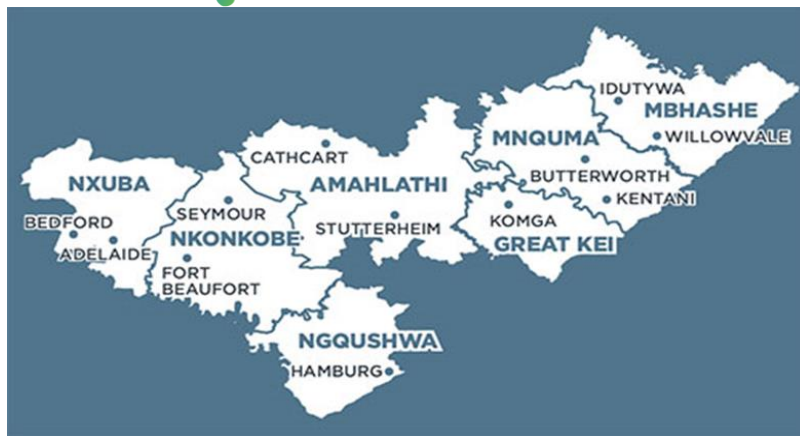 IDUTYWA
MBHASHE
MNQUMA
WILLOWVALE
CATHCART
BUTTERWORTH
NXUBA
AMAHLATHI
KENTANI
SEYMOUR
BEDFORD
KOMGA
STUTTERHEIM
NKONKOBE
GREAT KEI
ADELAIDE
FORT
BEAUFORT
NGQUSHWA
HAMBURG